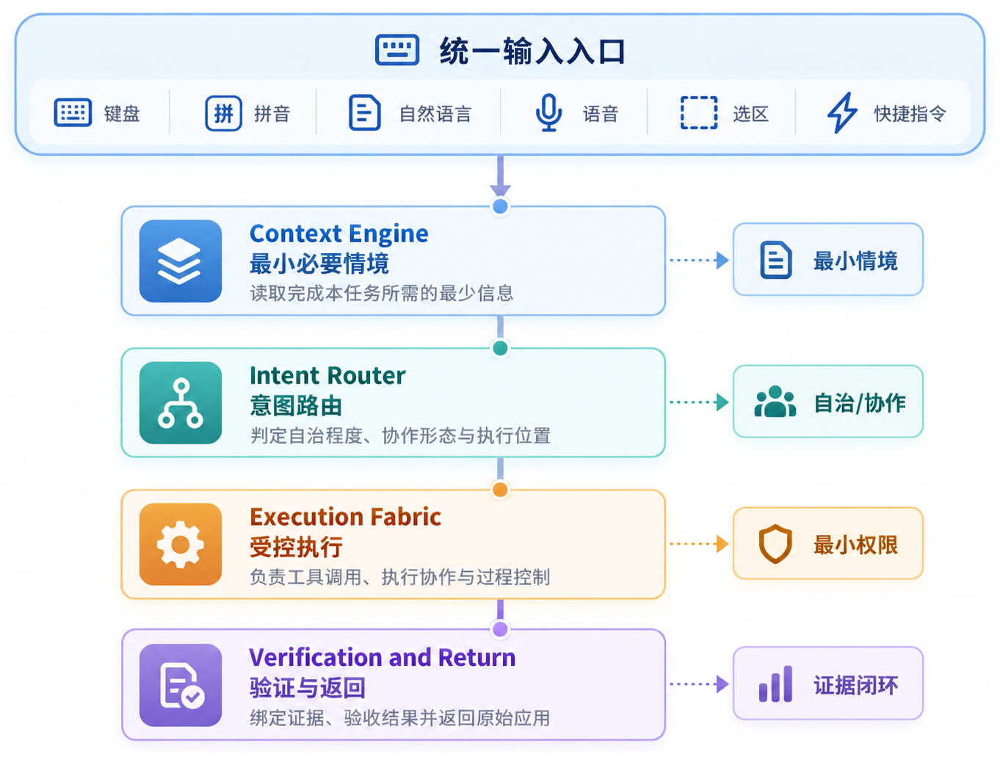 统一输入入口
键盘
拼 拼音
自然语言
语音
选区
快捷指令
Context Engine
最小必要情境
读取完成本任务所需的最少信息
最小情境
Intent Router
意图路由
判定自治程度、协作形态与执行位置
自治/协作
Execution Fabric
受控执行
负责工具调用、执行协作与过程控制
最小权限
Verification and Return
验证与返回
绑定证据、验收结果并返回原始应用
证据闭环